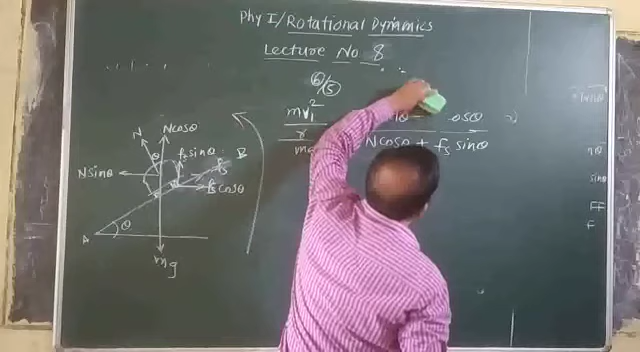 Phy I/Rotational Dynamics
Lecture No 8
6/5
mv₁²
r
Ncosθ + fs sinθ
N
Ncosθ
θ
fs sinθ
B
fs
Nsinθ
fs cosθ
θ
A
mg
sinθ